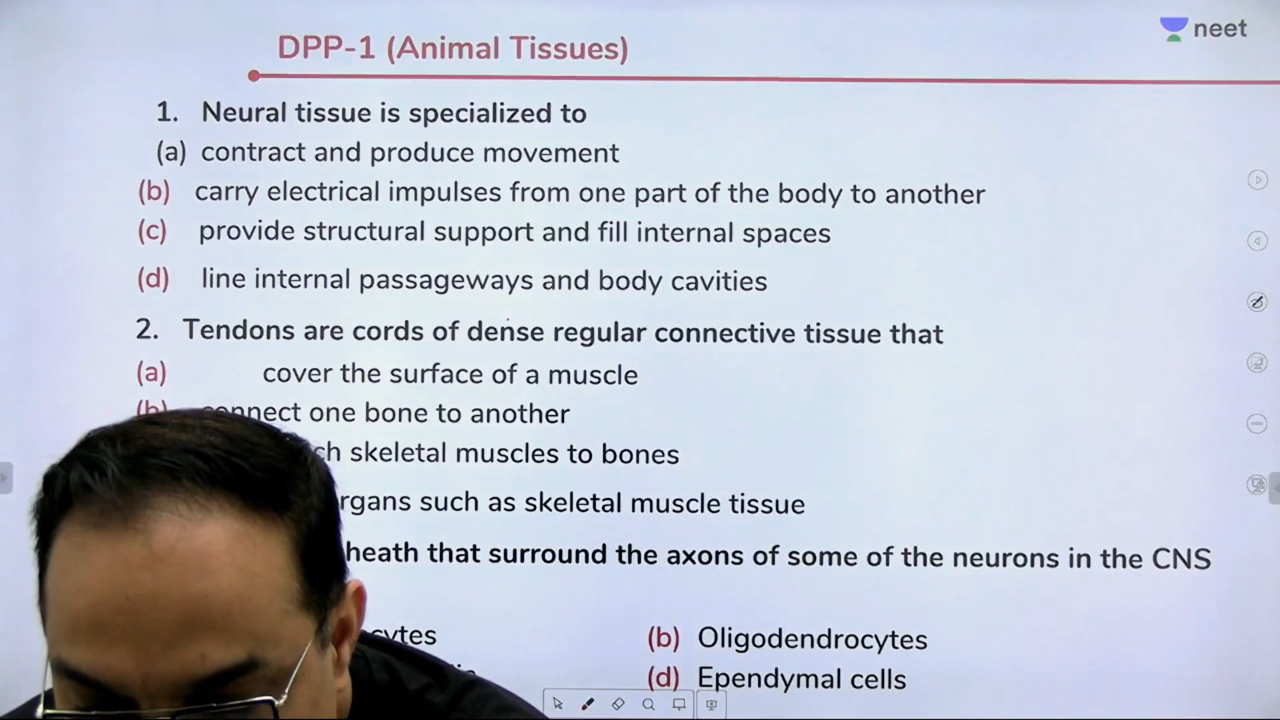 neet
DPP-1 (Animal Tissues)
1. Neural tissue is specialized to
(a) contract and produce movement
(b) carry electrical impulses from one part of the body to another
(c) provide structural support and fill internal spaces
(d) line internal passageways and body cavities
2. Tendons are cords of dense regular connective tissue that
(a) cover the surface of a muscle
(b) connect one bone to another
skeletal muscles to bones
such as skeletal muscle tissue
that surround the axons of some of the neurons in the CNS
(b) Oligodendrocytes
(d) Ependymal cells